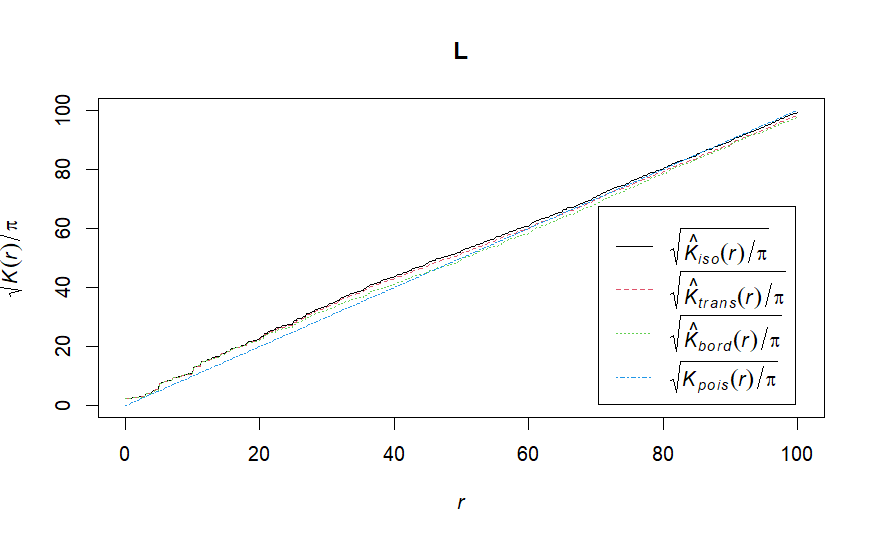 L
√K(r)/π
100
80
60
40
20
0
√K̂iso(r)/π
√K̂trans(r)/π
√K̂bord(r)/π
√Kpois(r)/π
0 20 40 60 80 100
r